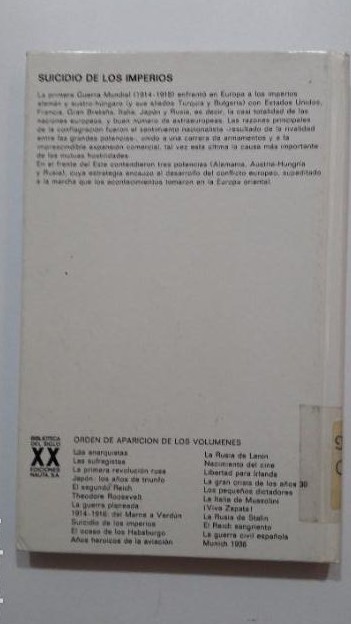 SUICIDIO DE LOS IMPERIOS
La primera Guerra Mundial (1914-1918) enfrentó en Europa a los imperios
alemán y austro-húngaro (y sus aliados Turquía y Bulgaria) con Estados Unidos,
Francia, Gran Bretaña, Italia, Japón y Rusia, es decir, la casi totalidad de las
naciones europeas, y buen número de extraeuropeas. Las razones principales
de la conflagración fueron el sentimiento nacionalista -resultado de la rivalidad
entre las grandes potencias-, unido a una carrera de armamentos y a la
imprescindible expansión comercial, tal vez esta última la causa más importante
de las mutuas hostilidades.
En el frente del Este contendieron tres potencias (Alemania, Austria-Hungría
y Rusia), cuya estrategia encauzó el desarrollo del conflicto europeo, supeditado
a la marcha que los acontecimientos tomaron en la Europa oriental.
BIBLIOTECA
DEL SIGLO
XX
EDICIONES
NAUTA, S.A.
ORDEN DE APARICION DE LOS VOLUMENES
Los anarquistas
Las sufragistas
La primera revolución rusa
Japón: los años de triunfo
El segundo Reich
Theodore Roosevelt
La guerra planeada
1914-1918: del Marne a Verdún
Suicidio de los imperios
El ocaso de los Habsburgo
Años heroicos de la aviación
La Rusia de Lenin
Nacimiento del cine
Libertad para Irlanda
La gran crisis de los años 30
Los pequeños dictadores
La Italia de Mussolini
¡Viva Zapata!
La Rusia de Stalin
El Reich sangriento
La guerra civil española
Munich 1938